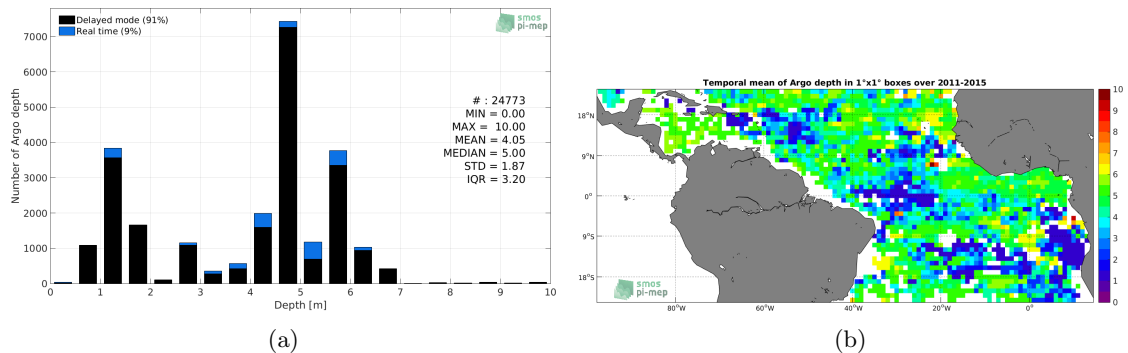 Delayed mode (91%)
Real time (9%)
smos
pi-mep
# : 24773
MIN = 0.00
MAX = 10.00
MEAN = 4.05
MEDIAN = 5.00
STD = 1.87
IQR = 3.20
Number of Argo depth
7000
6000
5000
4000
3000
2000
1000
0
0 1 2 3 4 5 6 7 8 9 10
Depth [m]
(a)
Temporal mean of Argo depth in 1°x1° boxes over 2011-2015
18°N
9°N
0°
9°S
18°S
80°W 60°W 40°W 20°W 0°
smos
pi-mep
10
9
8
7
6
5
4
3
2
1
0
(b)